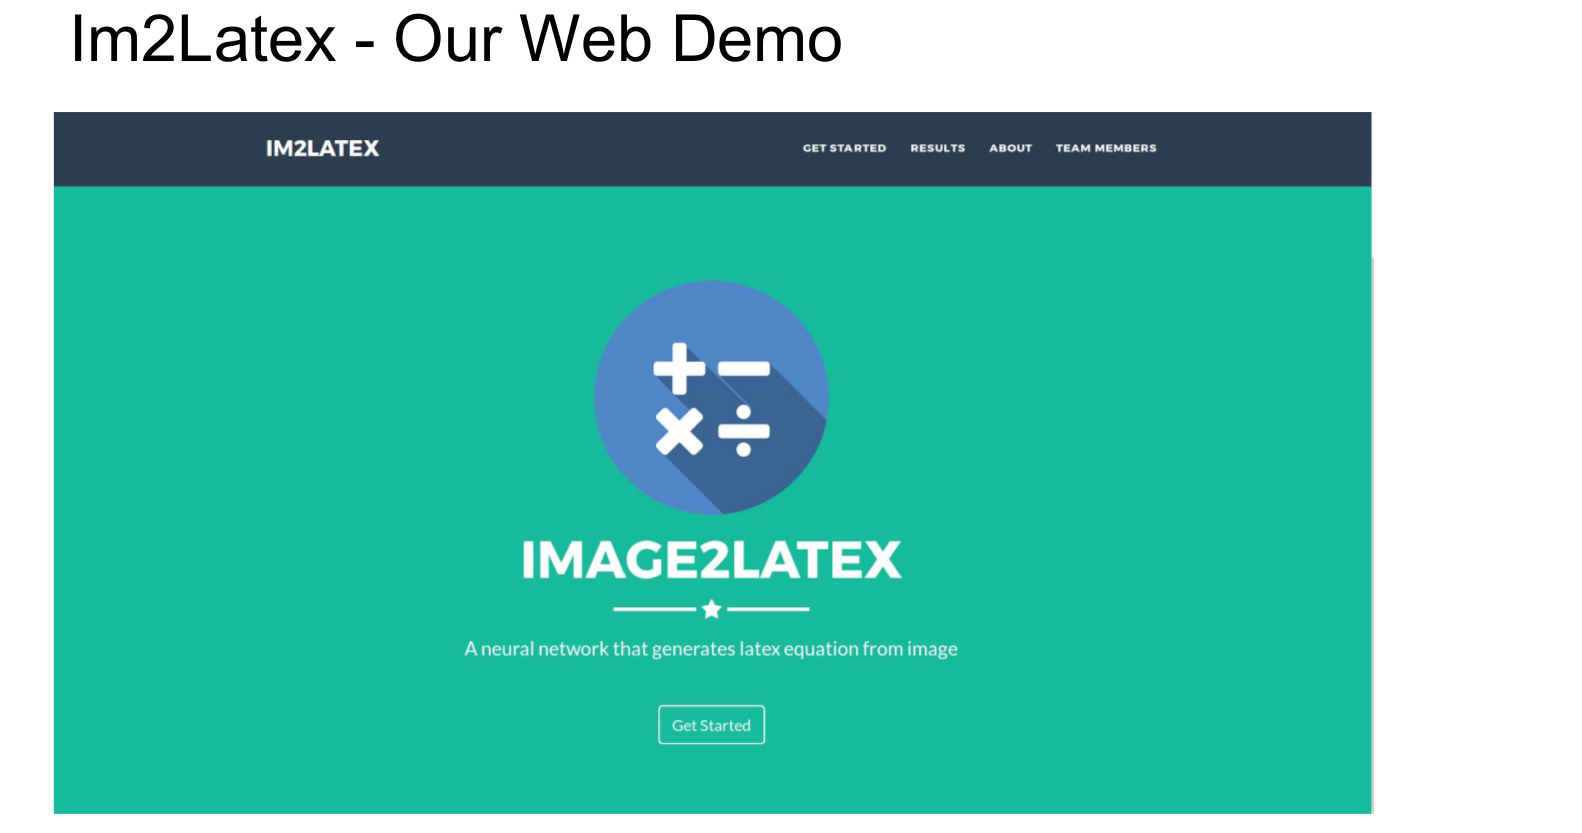 Im2Latex - Our Web Demo
IM2LATEX GET STARTED RESULTS ABOUT TEAM MEMBERS
IMAGE2LATEX
A neural network that generates latex equation from image
Get Started